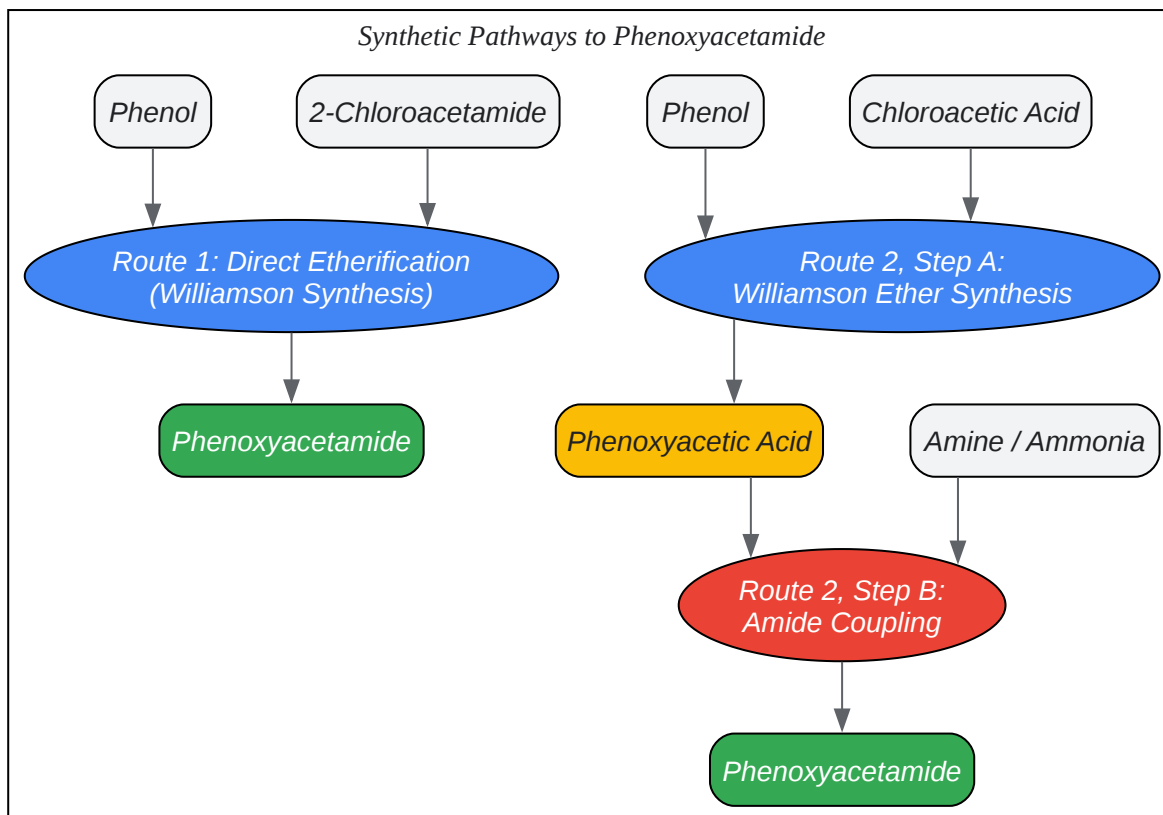 Synthetic Pathways to Phenoxyacetamide
Phenol
2-Chloroacetamide
Phenol
Chloroacetic Acid
Route 1: Direct Etherification
(Williamson Synthesis)
Route 2, Step A:
Williamson Ether Synthesis
Phenoxyacetamide
Phenoxyacetic Acid
Amine / Ammonia
Route 2, Step B:
Amide Coupling
Phenoxyacetamide